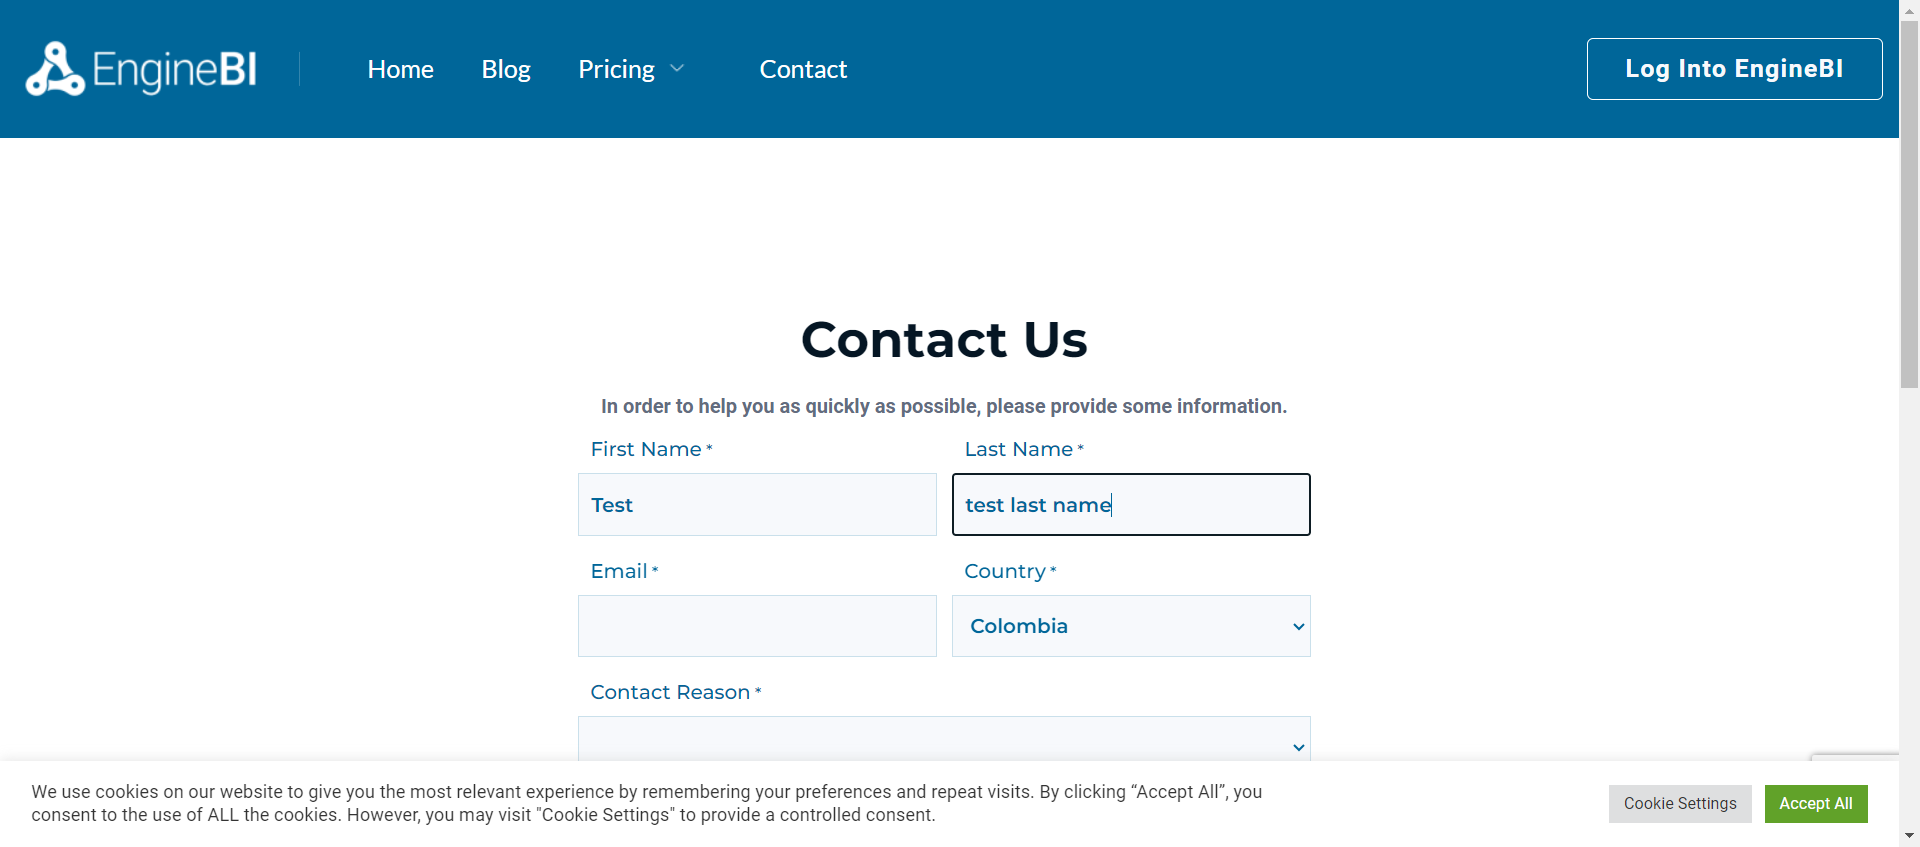 EngineBI
Home
Blog
Pricing
Contact
Log Into EngineBI
Contact Us
In order to help you as quickly as possible, please provide some information.
First Name *
Last Name *
Test
test last name
Email *
Country *
Colombia
Contact Reason *
We use cookies on our website to give you the most relevant experience by remembering your preferences and repeat visits. By clicking “Accept All”, you
consent to the use of ALL the cookies. However, you may visit "Cookie Settings" to provide a controlled consent.
Cookie Settings
Accept All